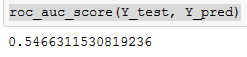 roc_auc_score(Y_test, Y_pred)
0.5466311530819236